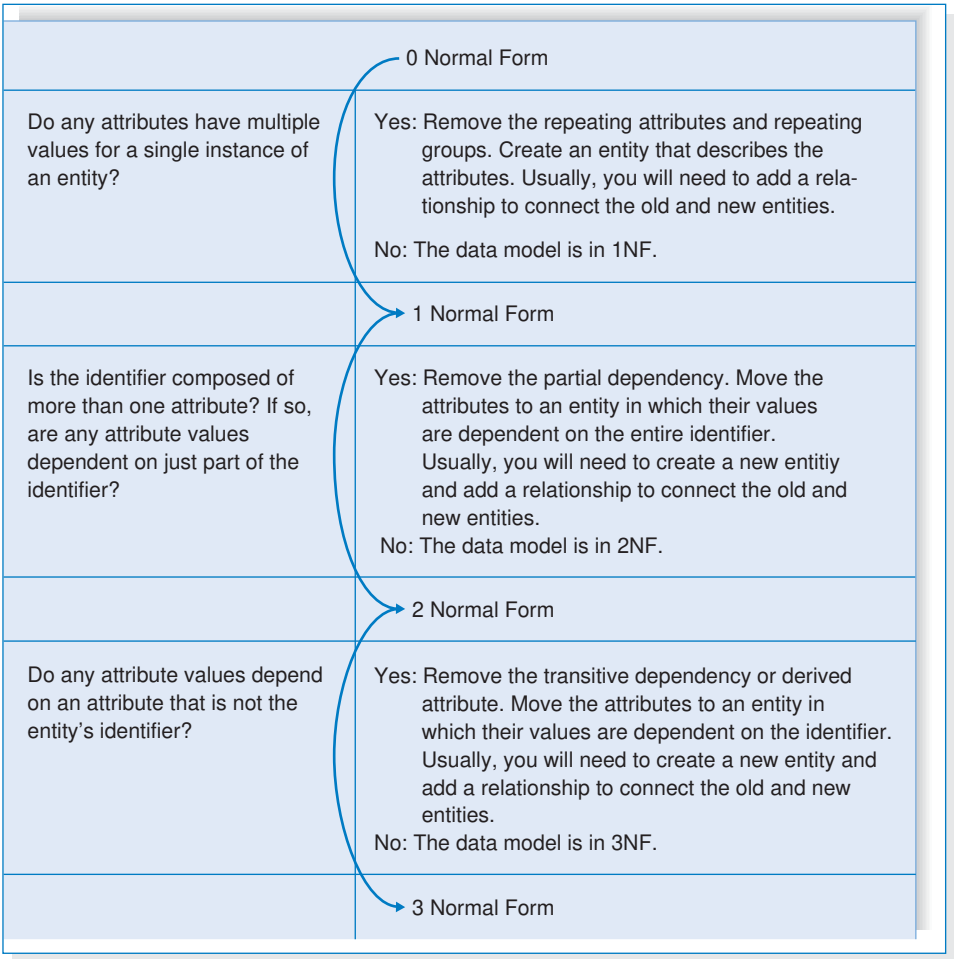 0 Normal Form
Do any attributes have multiple
values for a single instance of
an entity?
Yes: Remove the repeating attributes and repeating
groups. Create an entity that describes the
attributes. Usually, you will need to add a rela-
tionship to connect the old and new entities.
No: The data model is in 1NF.
1 Normal Form
Is the identifier composed of
more than one attribute? If so,
are any attribute values
dependent on just part of the
identifier?
Yes: Remove the partial dependency. Move the
attributes to an entity in which their values
are dependent on the entire identifier.
Usually, you will need to create a new entitiy
and add a relationship to connect the old and
new entities.
No: The data model is in 2NF.
2 Normal Form
Do any attribute values depend
on an attribute that is not the
entity's identifier?
Yes: Remove the transitive dependency or derived
attribute. Move the attributes to an entity in
which their values are dependent on the identifier.
Usually, you will need to create a new entity and
add a relationship to connect the old and new
entities.
No: The data model is in 3NF.
3 Normal Form